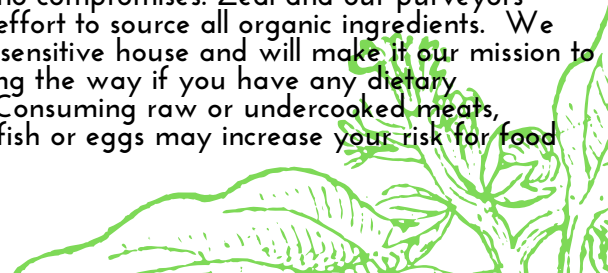 no compromises. Zeal and our purveyors
effort to source all organic ingredients. We
sensitive house and will make it our mission to
ng the way if you have any dietary
Consuming raw or undercooked meats,
fish or eggs may increase your risk for food